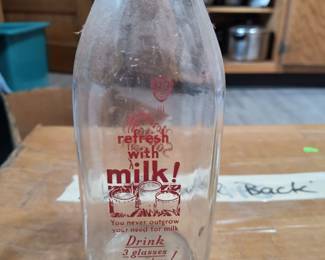 refresh
with
milk!
You never outgrow
your need for milk
Drink
3 glasses
Back